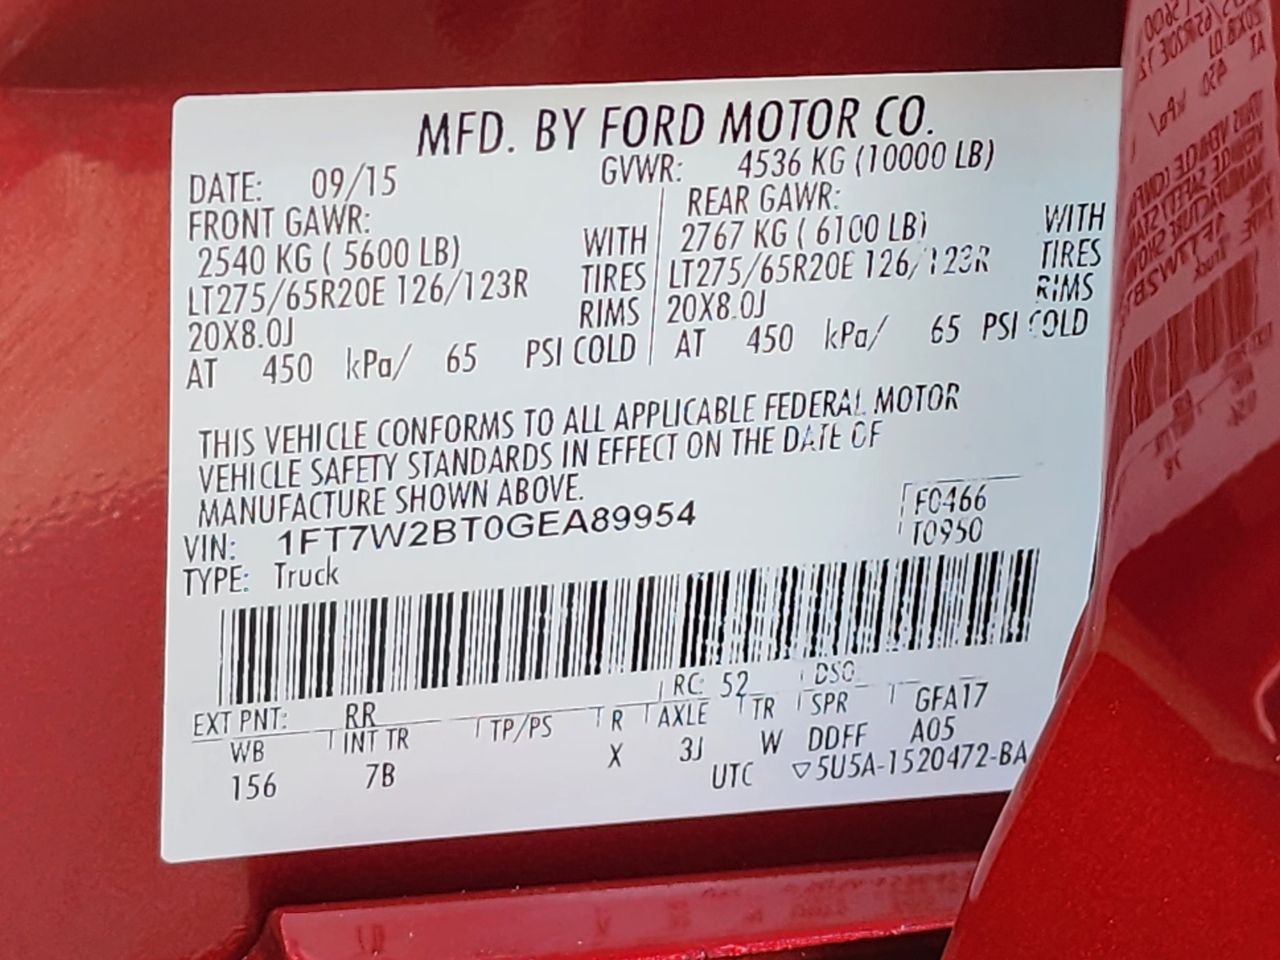 MFD. BY FORD MOTOR CO.
DATE: 09/15 GVWR: 4536 KG (10000 LB)
FRONT GAWR: REAR GAWR:
2540 KG ( 5600 LB) WITH 2767 KG ( 6100 LB) WITH
LT275/65R20E 126/123R TIRES LT275/65R20E 126/123R TIRES
20X8.0J RIMS 20X8.0J RIMS
AT 450 kPa/ 65 PSI COLD AT 450 kPa/ 65 PSI COLD
THIS VEHICLE CONFORMS TO ALL APPLICABLE FEDERAL MOTOR
VEHICLE SAFETY STANDARDS IN EFFECT ON THE DATE OF
MANUFACTURE SHOWN ABOVE.
VIN: 1FT7W2BT0GEA89954 F0466
TYPE: Truck T0950
EXT PNT: RR RC: 52 DSO
WB INT TR TP/PS R AXLE TR SPR GFA17
156 7B X 3J W DDFF A05
UTC ▽5U5A-1520472-BA